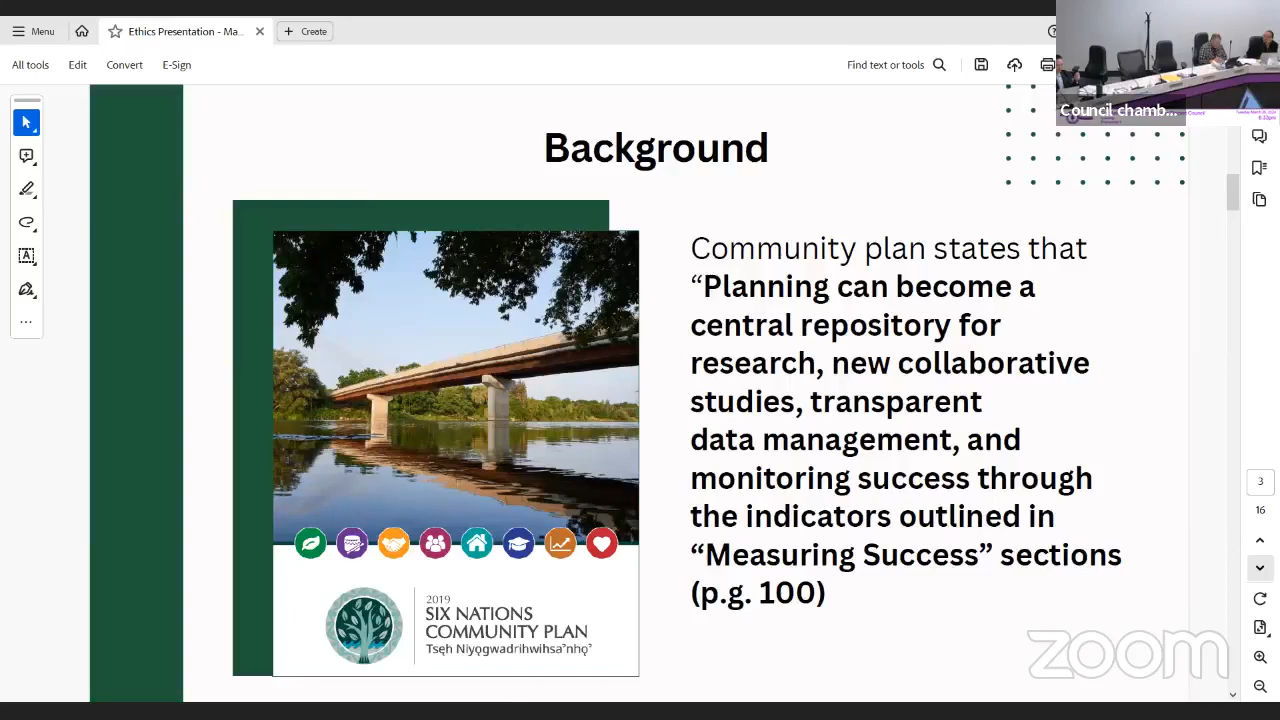 Menu
Ethics Presentation - Ma...
Create
All tools
Edit
Convert
E-Sign
Find text or tools
Council chamb...
Background
Community plan states that
“Planning can become a
central repository for
research, new collaborative
studies, transparent
data management, and
monitoring success through
the indicators outlined in
“Measuring Success” sections
(p.g. 100)
2019
SIX NATIONS
COMMUNITY PLAN
Tsęh Niyǫgwadrihwihsaˀnhǫˀ
3
16
zoom